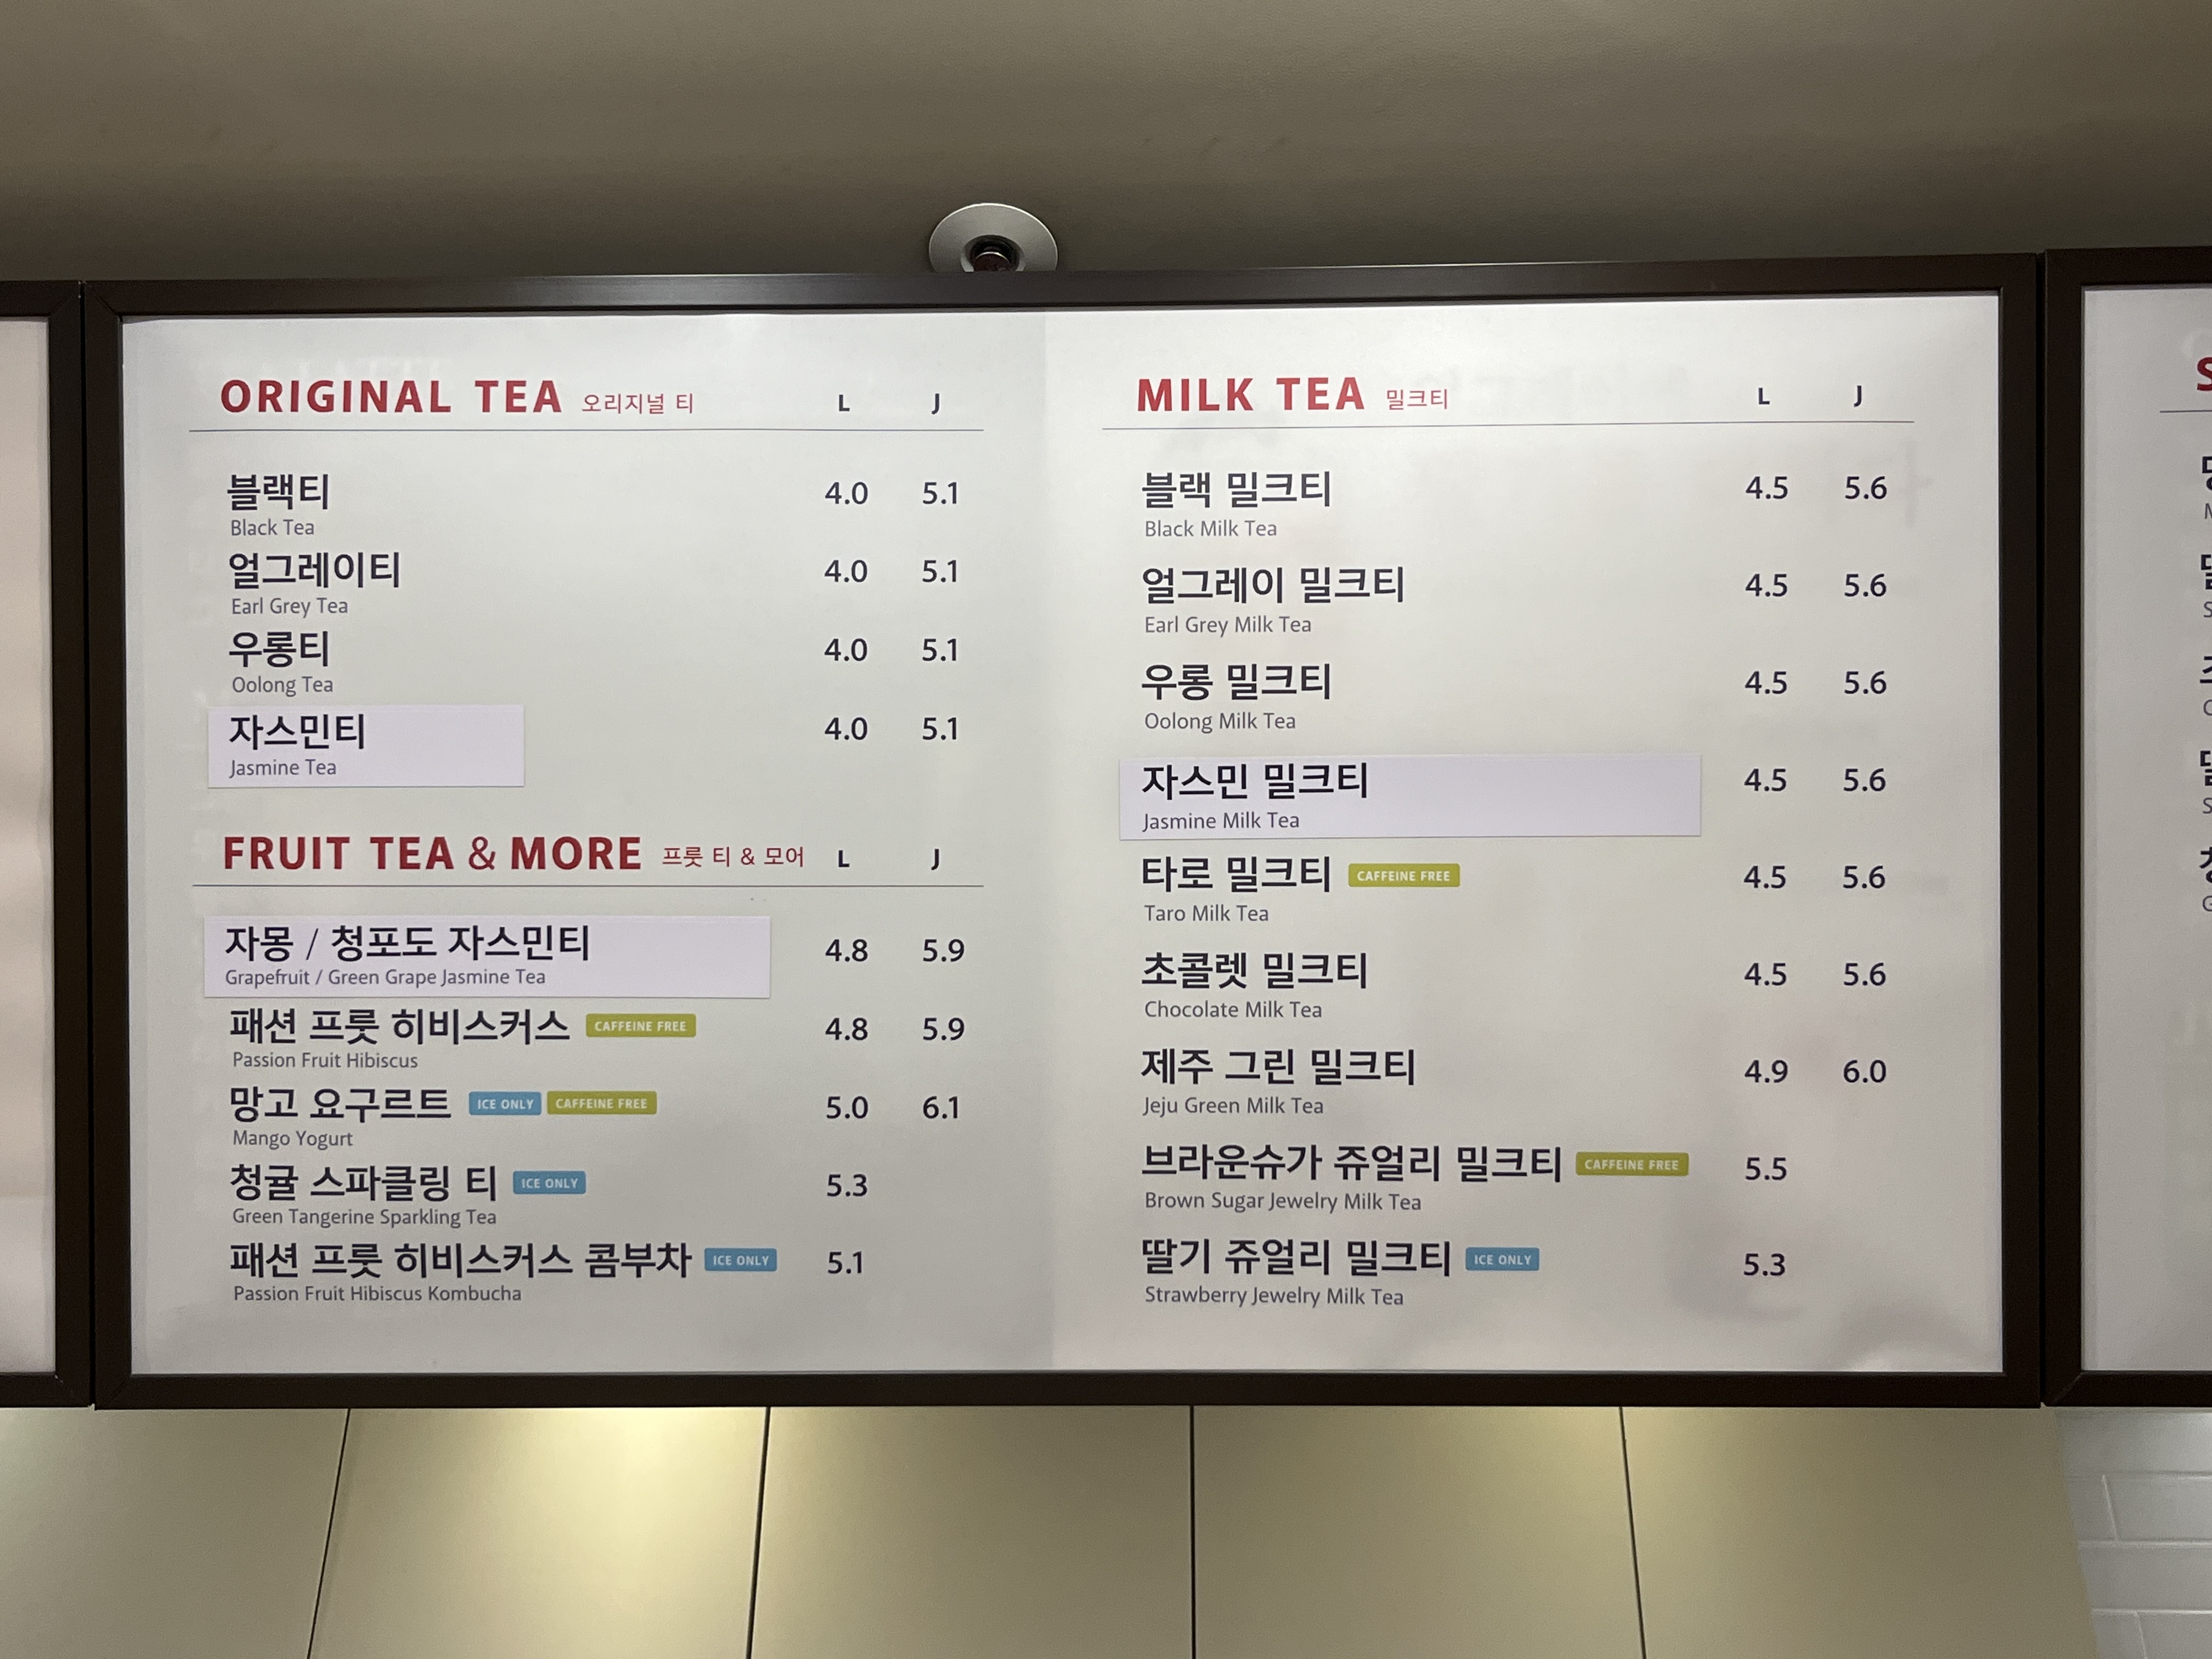 ORIGINAL TEA 오리지널 티 L J
블랙티 4.0 5.1
Black Tea
얼그레이티 4.0 5.1
Earl Grey Tea
우롱티 4.0 5.1
Oolong Tea
자스민티 4.0 5.1
Jasmine Tea
FRUIT TEA & MORE 프룻 티 & 모어 L J
자몽 / 청포도 자스민티 4.8 5.9
Grapefruit / Green Grape Jasmine Tea
패션 프룻 히비스커스 CAFFEINE FREE 4.8 5.9
Passion Fruit Hibiscus
망고 요구르트 ICE ONLY CAFFEINE FREE 5.0 6.1
Mango Yogurt
청귤 스파클링 티 ICE ONLY 5.3
Green Tangerine Sparkling Tea
패션 프룻 히비스커스 콤부차 ICE ONLY 5.1
Passion Fruit Hibiscus Kombucha
MILK TEA 밀크티 L J
블랙 밀크티 4.5 5.6
Black Milk Tea
얼그레이 밀크티 4.5 5.6
Earl Grey Milk Tea
우롱 밀크티 4.5 5.6
Oolong Milk Tea
자스민 밀크티 4.5 5.6
Jasmine Milk Tea
타로 밀크티 CAFFEINE FREE 4.5 5.6
Taro Milk Tea
초콜렛 밀크티 4.5 5.6
Chocolate Milk Tea
제주 그린 밀크티 4.9 6.0
Jeju Green Milk Tea
브라운슈가 쥬얼리 밀크티 CAFFEINE FREE 5.5
Brown Sugar Jewelry Milk Tea
딸기 쥬얼리 밀크티 ICE ONLY 5.3
Strawberry Jewelry Milk Tea